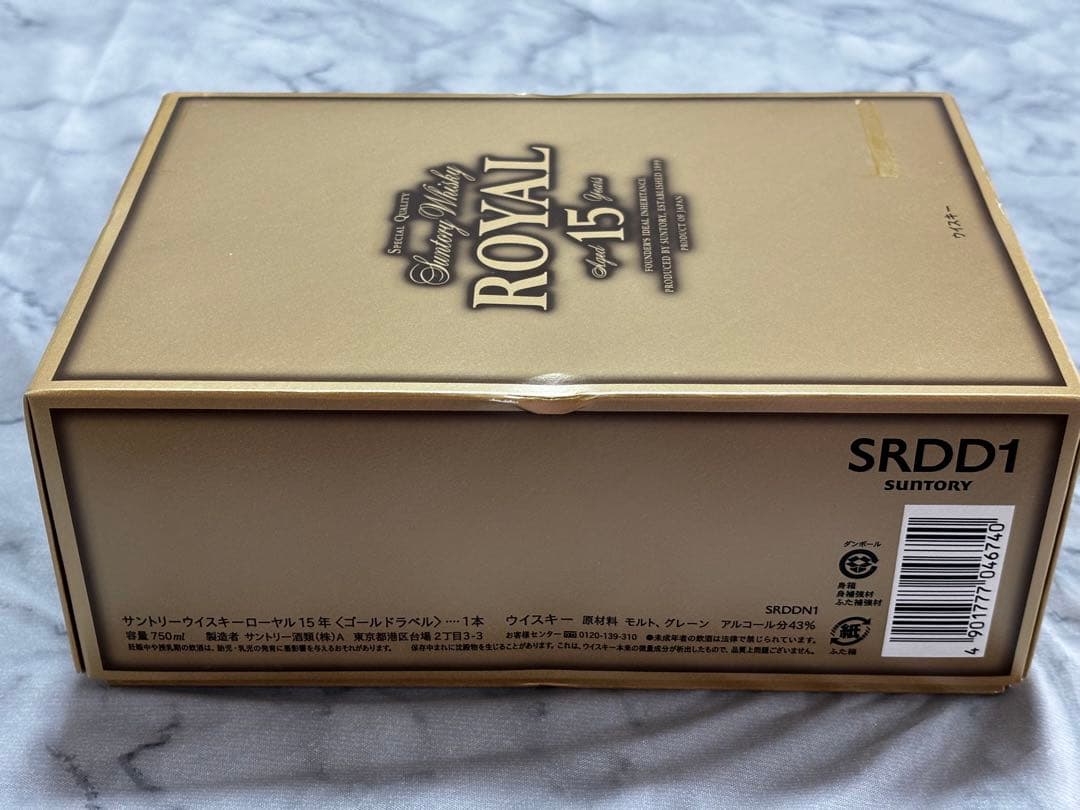 SPECIAL QUALITY
Suntory Whisky
ROYAL
Aged 15 Years
FOUNDER'S IDEAL INHERITANCE
PRODUCED BY SUNTORY, ESTABLISHED 1899
PRODUCT OF JAPAN
ウイスキー
SRDD1
SUNTORY
ダンボール
身箱
身補強材
ふた補強材
紙
ふた箱
4 901777 046740
SRDDN1
サントリーウイスキーローヤル15年〈ゴールドラベル〉‥‥1本 ウイスキー 原材料 モルト、グレーン アルコール分43%
容量750ml 製造者 サントリー酒類(株)A 東京都港区台場2丁目3-3 お客様センター 0120-139-310 ●未成年者の飲酒は法律で禁じられています。
妊娠中や授乳期の飲酒は、胎児・乳児の発育に悪影響を与えるおそれがあります。 保存中まれに沈殿物を生じることがあります。これは、ウイスキー本来の微量成分が析出したもので、品質上問題ございません。